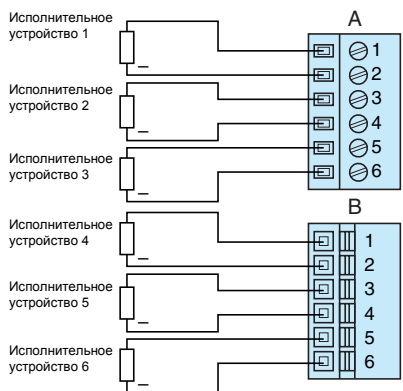 Исполнительное
устройство 1
Исполнительное
устройство 2
Исполнительное
устройство 3
Исполнительное
устройство 4
Исполнительное
устройство 5
Исполнительное
устройство 6
A
1
2
3
4
5
6
B
1
2
3
4
5
6